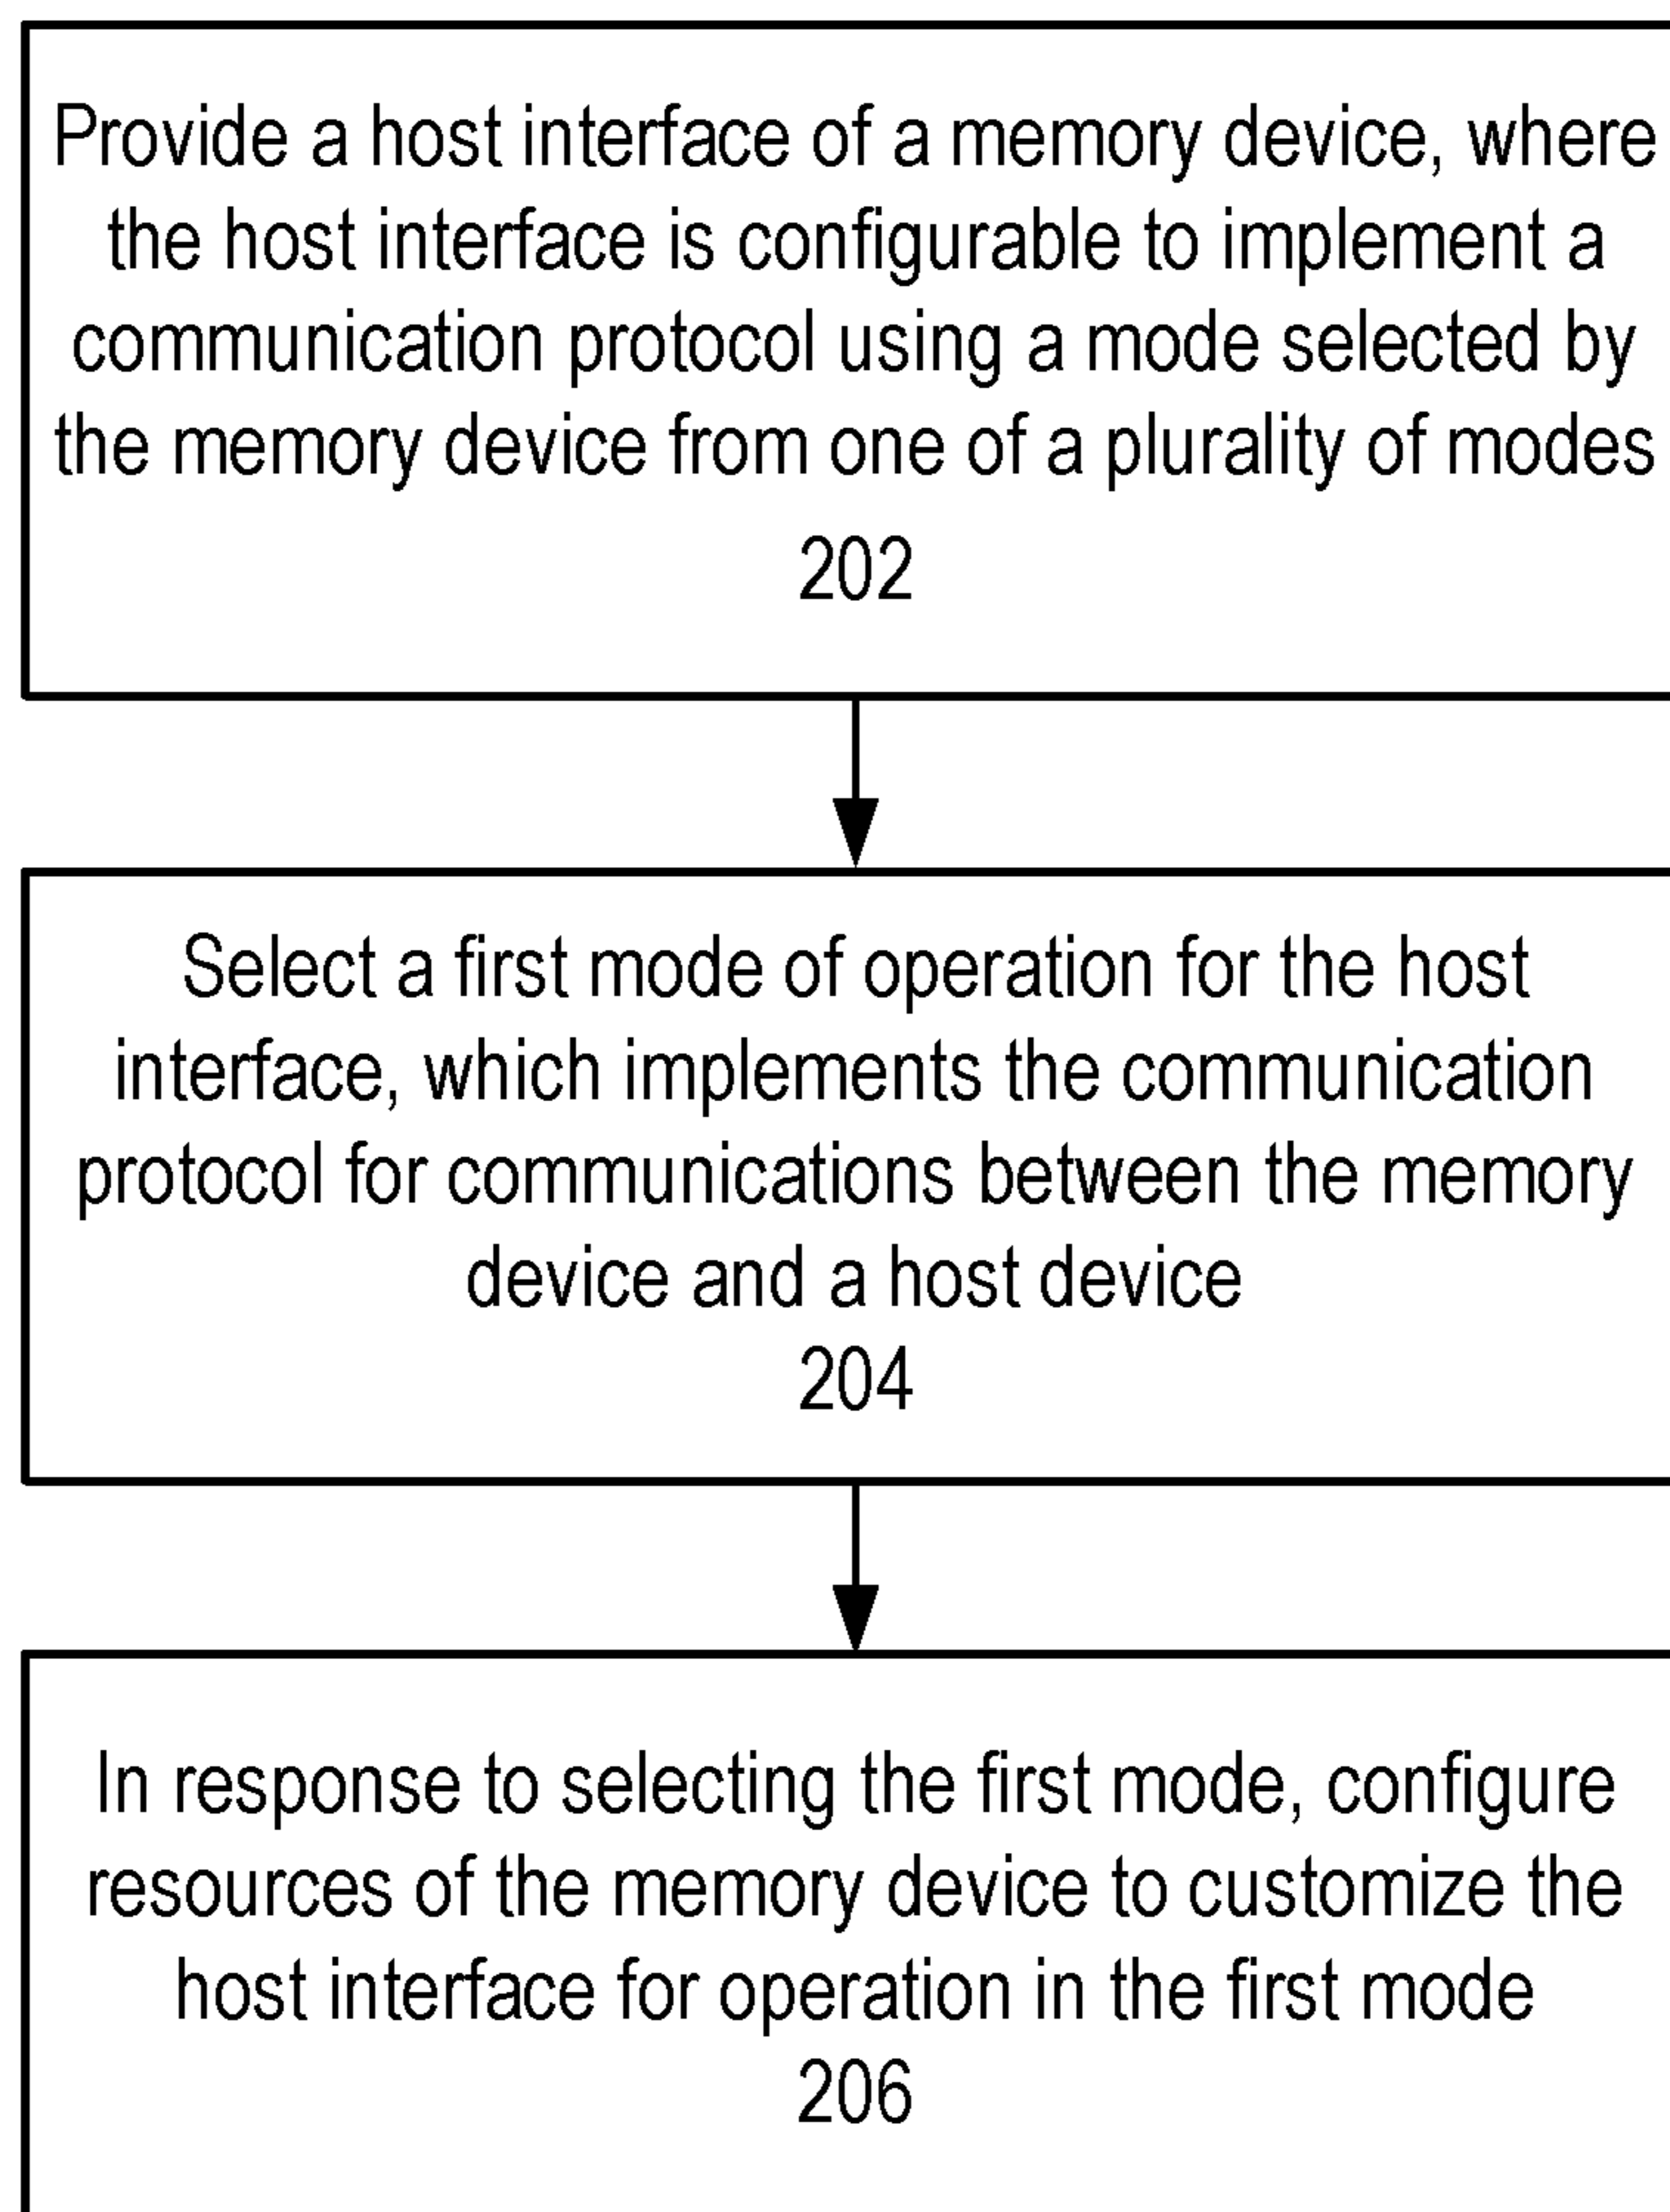 Provide a host interface of a memory device, where
the host interface is configurable to implement a
communication protocol using a mode selected by
the memory device from one of a plurality of modes
202
Select a first mode of operation for the host
interface, which implements the communication
protocol for communications between the memory
device and a host device
204
In response to selecting the first mode, configure
resources of the memory device to customize the
host interface for operation in the first mode
206